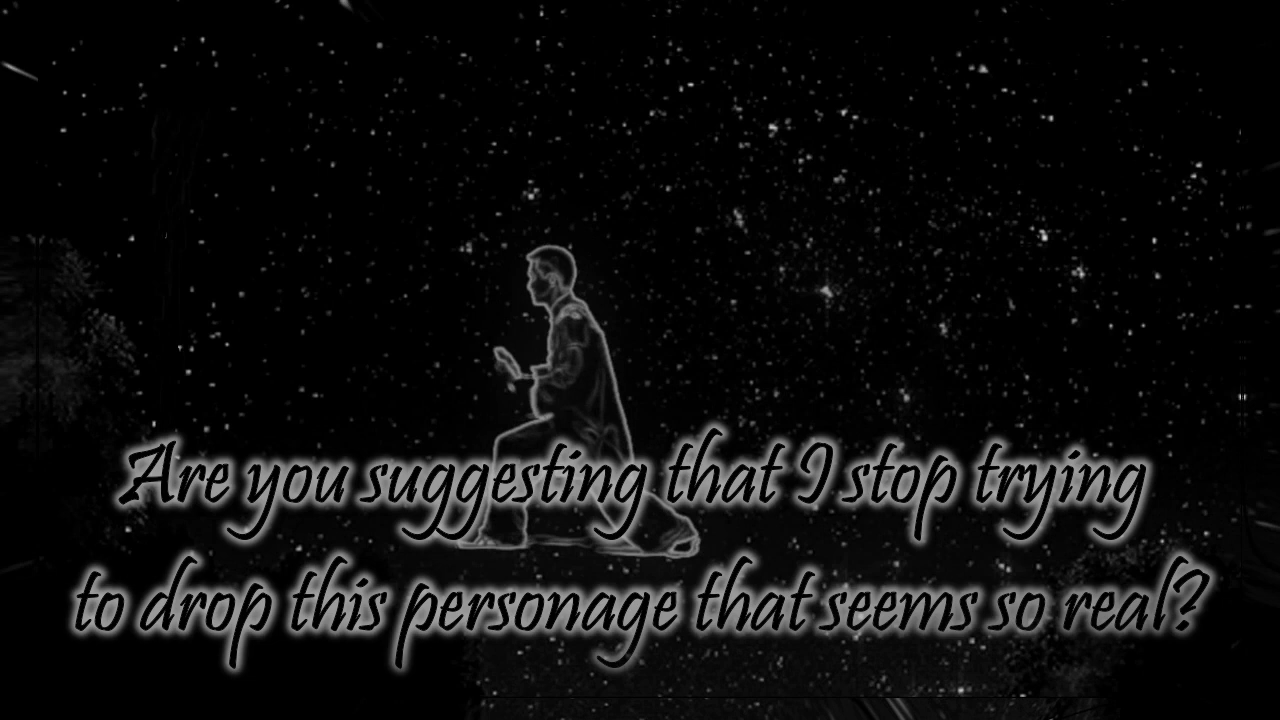 Are you suggesting that I stop trying
to drop this personage that seems so real?